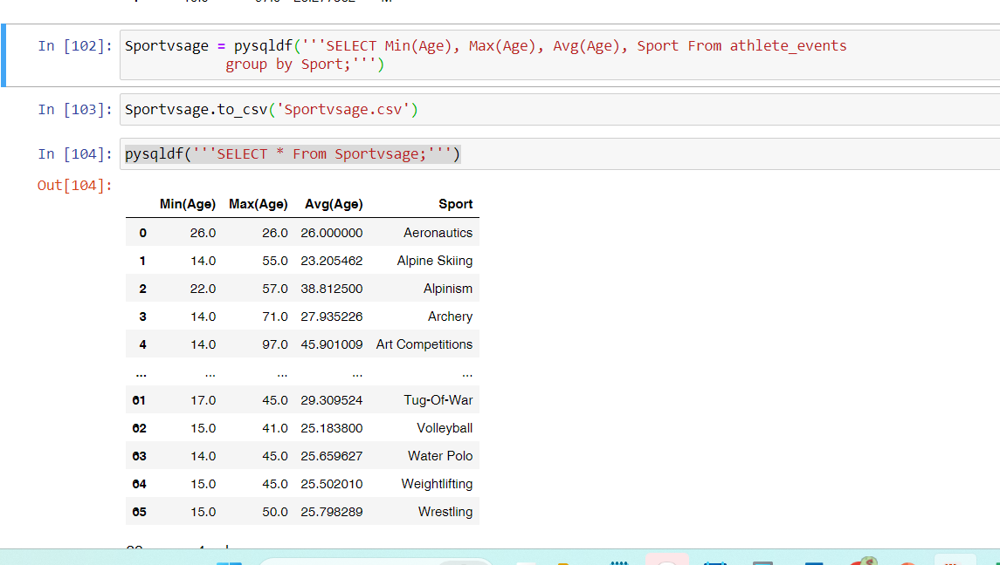 In [102]: Sportvsage = pysqldf('''SELECT Min(Age), Max(Age), Avg(Age), Sport From athlete_events
group by Sport;''')
In [103]: Sportvsage.to_csv('Sportvsage.csv')
In [104]: pysqldf('''SELECT * From Sportvsage;''')
Out[104]:
Min(Age) Max(Age) Avg(Age) Sport
0 26.0 26.0 26.000000 Aeronautics
1 14.0 55.0 23.205462 Alpine Skiing
2 22.0 57.0 38.812500 Alpinism
3 14.0 71.0 27.935226 Archery
4 14.0 97.0 45.901009 Art Competitions
... ... ... ... ...
61 17.0 45.0 29.309524 Tug-Of-War
62 15.0 41.0 25.183800 Volleyball
63 14.0 45.0 25.659627 Water Polo
64 15.0 45.0 25.502010 Weightlifting
65 15.0 50.0 25.798289 Wrestling